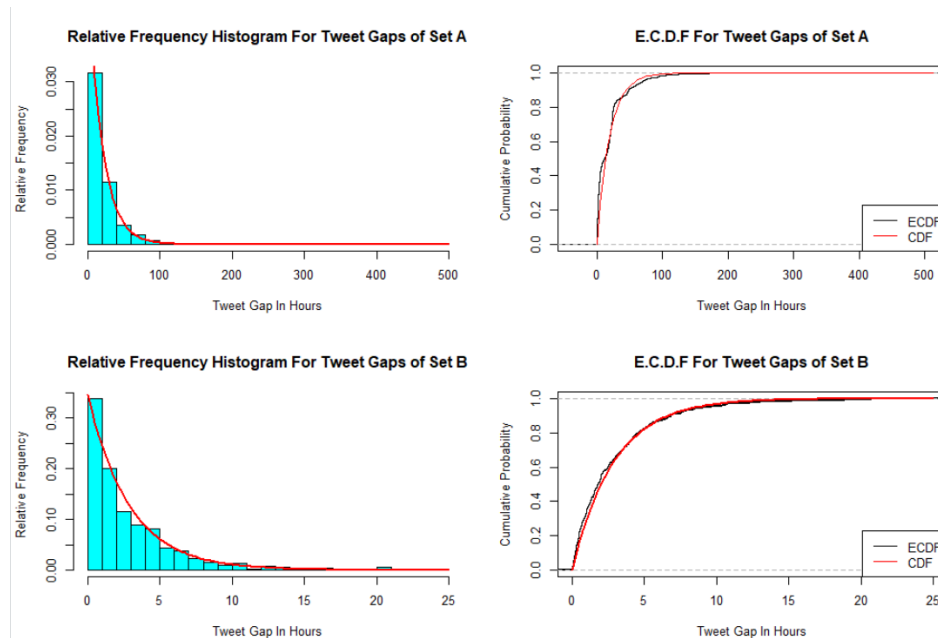 Relative Frequency Histogram For Tweet Gaps of Set A
Relative Frequency
0.000
0.010
0.020
0.030
0 100 200 300 400 500
Tweet Gap In Hours
E.C.D.F For Tweet Gaps of Set A
Cumulative Probability
0.0 0.2 0.4 0.6 0.8 1.0
ECDF
CDF
0 100 200 300 400 500
Tweet Gap In Hours
Relative Frequency Histogram For Tweet Gaps of Set B
Relative Frequency
0.00 0.10 0.20 0.30
0 5 10 15 20 25
Tweet Gap In Hours
E.C.D.F For Tweet Gaps of Set B
Cumulative Probability
0.0 0.2 0.4 0.6 0.8 1.0
ECDF
CDF
0 5 10 15 20 25
Tweet Gap In Hours